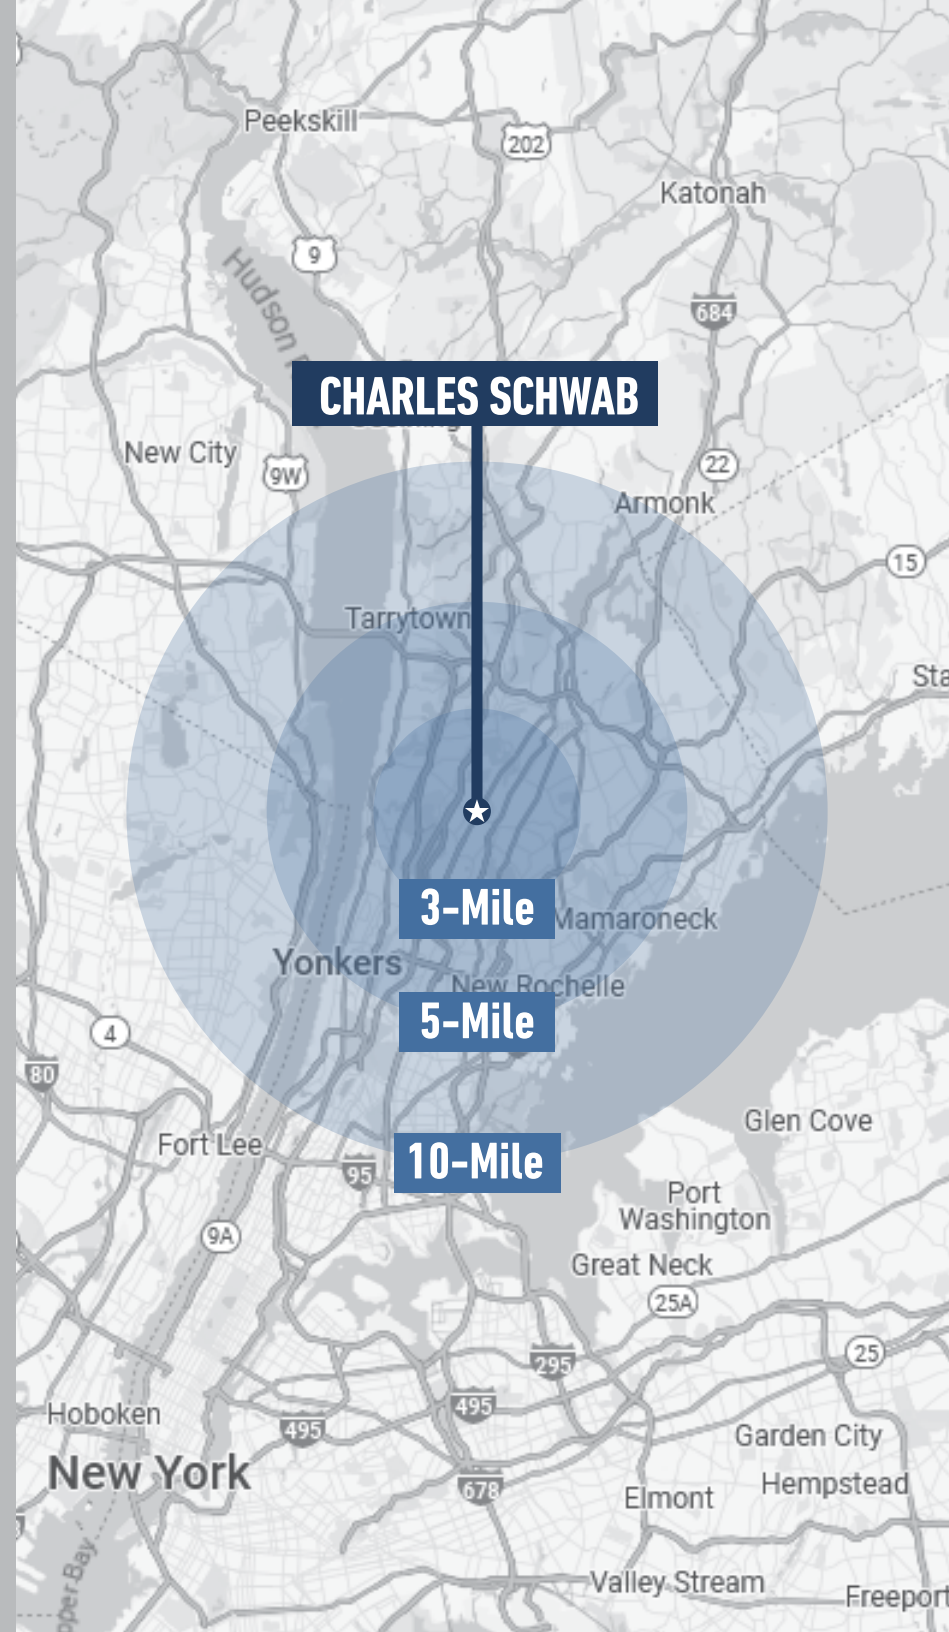 Peekskill
202
Katonah
9
Hudson
684
CHARLES SCHWAB
New City
9W
22
Armonk
15
Tarrytown
Sta
3-Mile
Mamaroneck
Yonkers
New Rochelle
5-Mile
4
80
Glen Cove
Fort Lee
10-Mile
95
Port
Washington
9A
Great Neck
25A
25
295
495
Hoboken
495
Garden City
New York
678
Hempstead
Elmont
Valley Stream
Freeport
pper Bay